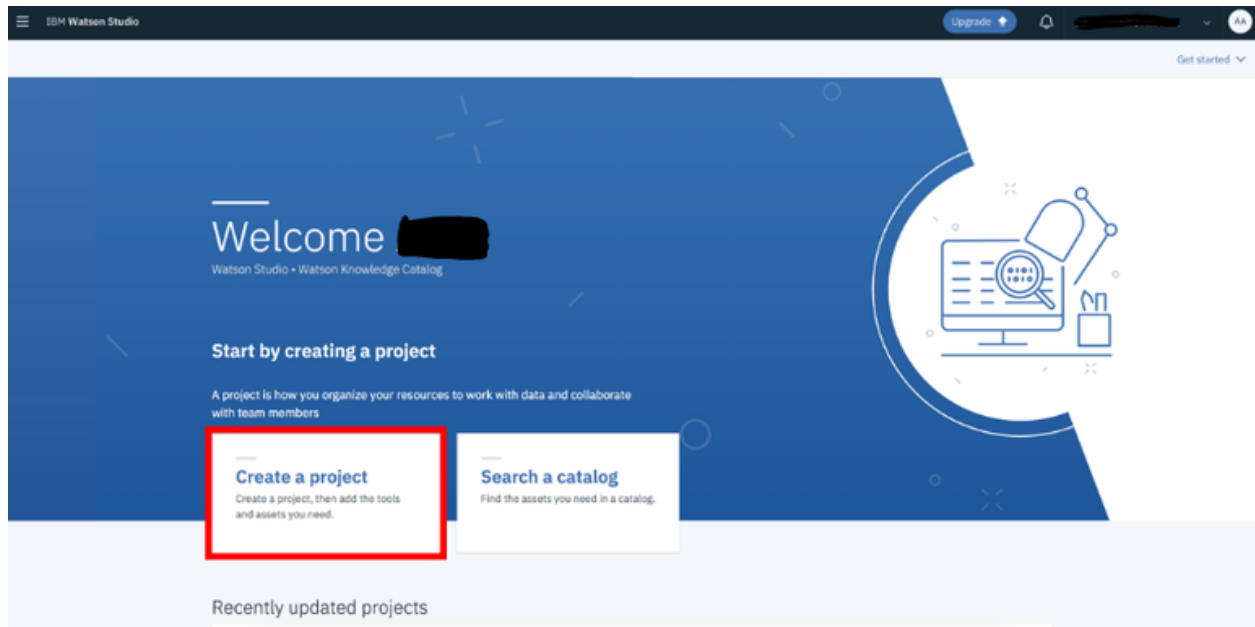 IBM Watson Studio
Upgrade
AA
Get started
Welcome
Watson Studio • Watson Knowledge Catalog
Start by creating a project
A project is how you organize your resources to work with data and collaborate
with team members
Create a project
Create a project, then add the tools
and assets you need.
Search a catalog
Find the assets you need in a catalog.
0101
1010
Recently updated projects